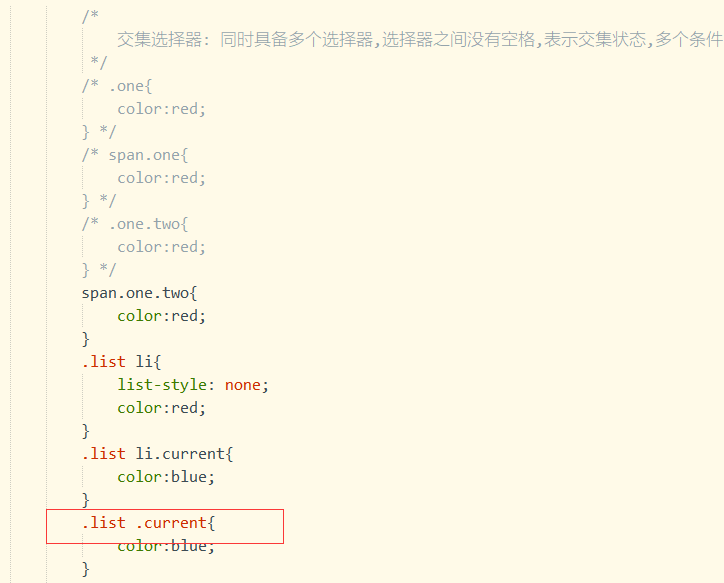 /*
交集选择器: 同时具备多个选择器,选择器之间没有空格,表示交集状态,多个条件
*/
/* .one{
color:red;
} */
/* span.one{
color:red;
} */
/* .one.two{
color:red;
} */
span.one.two{
color:red;
}
.list li{
list-style: none;
color:red;
}
.list li.current{
color:blue;
}
.list .current{
color:blue;
}